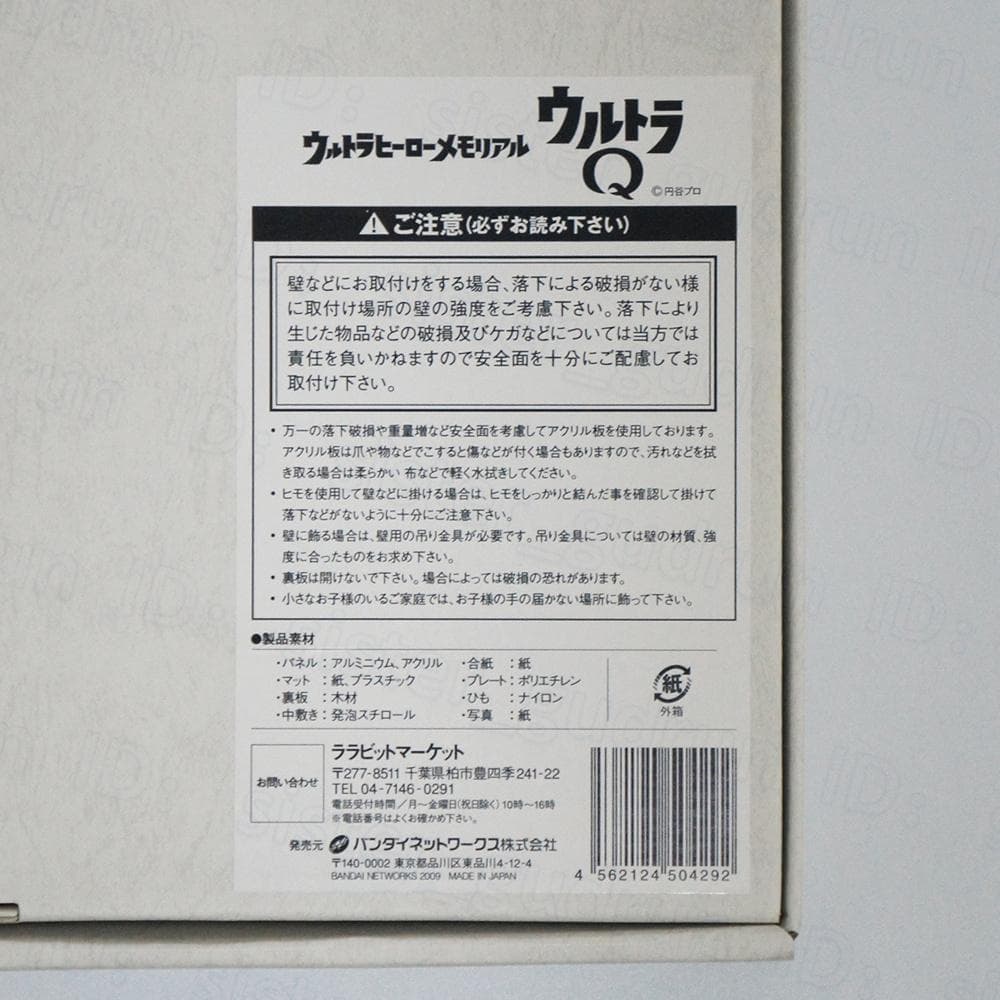 ウルトラヒーローメモリアル ウルトラ
Q
©円谷プロ
ご注意(必ずお読み下さい)
壁などにお取付けをする場合、落下による破損がない様
に取付け場所の壁の強度をご考慮下さい。落下により
生じた物品などの破損及びケガなどについては当方では
責任を負いかねますので安全面を十分にご配慮してお
取付け下さい。
・万一の落下破損や重量増など安全面を考慮してアクリル板を使用しております。
アクリル板は爪や物などでこすると傷などが付く場合もありますので、汚れなどを拭
き取る場合は柔らかい 布などで軽く水拭きしてください。
・ヒモを使用して壁などに掛ける場合は、ヒモをしっかりと結んだ事を確認して掛けて
落下などがないように十分にご注意下さい。
・壁に飾る場合は、壁用の吊り金具が必要です。吊り金具については壁の材質、強
度に合ったものをお求め下さい。
・裏板は開けないで下さい。場合によっては破損の恐れがあります。
・小さなお子様のいるご家庭では、お子様の手の届かない場所に飾って下さい。
●製品素材
・パネル：アルミニウム、アクリル ・合紙 ：紙
・マット ：紙、プラスチック ・プレート：ポリエチレン
・裏板 ：木材 ・ひも ：ナイロン
・中敷き：発泡スチロール ・写真 ：紙
紙
外箱
お問い合わせ
ララビットマーケット
〒277-8511 千葉県柏市豊四季241-22
TEL 04-7146-0291
電話受付時間／月〜金曜日(祝日除く)10時〜16時
※電話番号はよくお確かめ下さい。
発売元 バンダイネットワークス株式会社
〒140-0002 東京都品川区東品川4-12-4
BANDAI NETWORKS 2009 MADE IN JAPAN
4 562124 504292